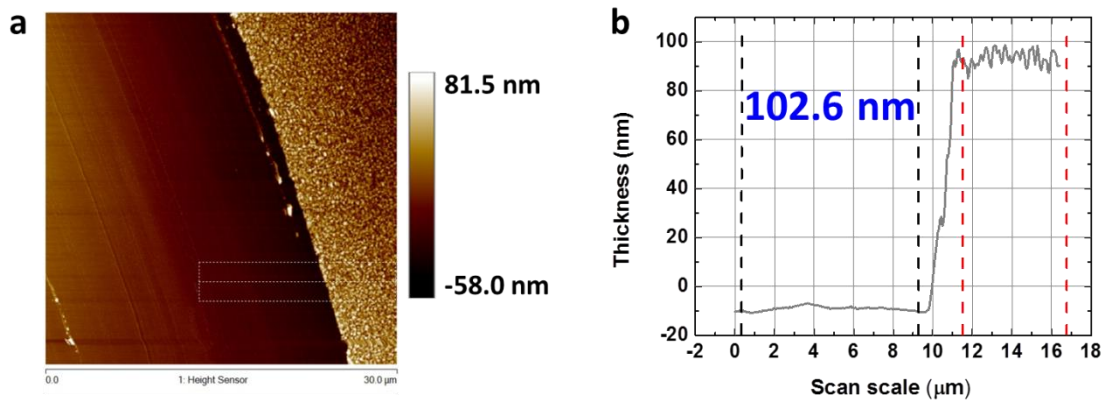 a
81.5 nm
-58.0 nm
0.0
1: Height Sensor
30.0 µm
b
102.6 nm
Thickness (nm)
100
80
60
40
20
0
-20
-2 0 2 4 6 8 10 12 14 16 18
Scan scale (μm)